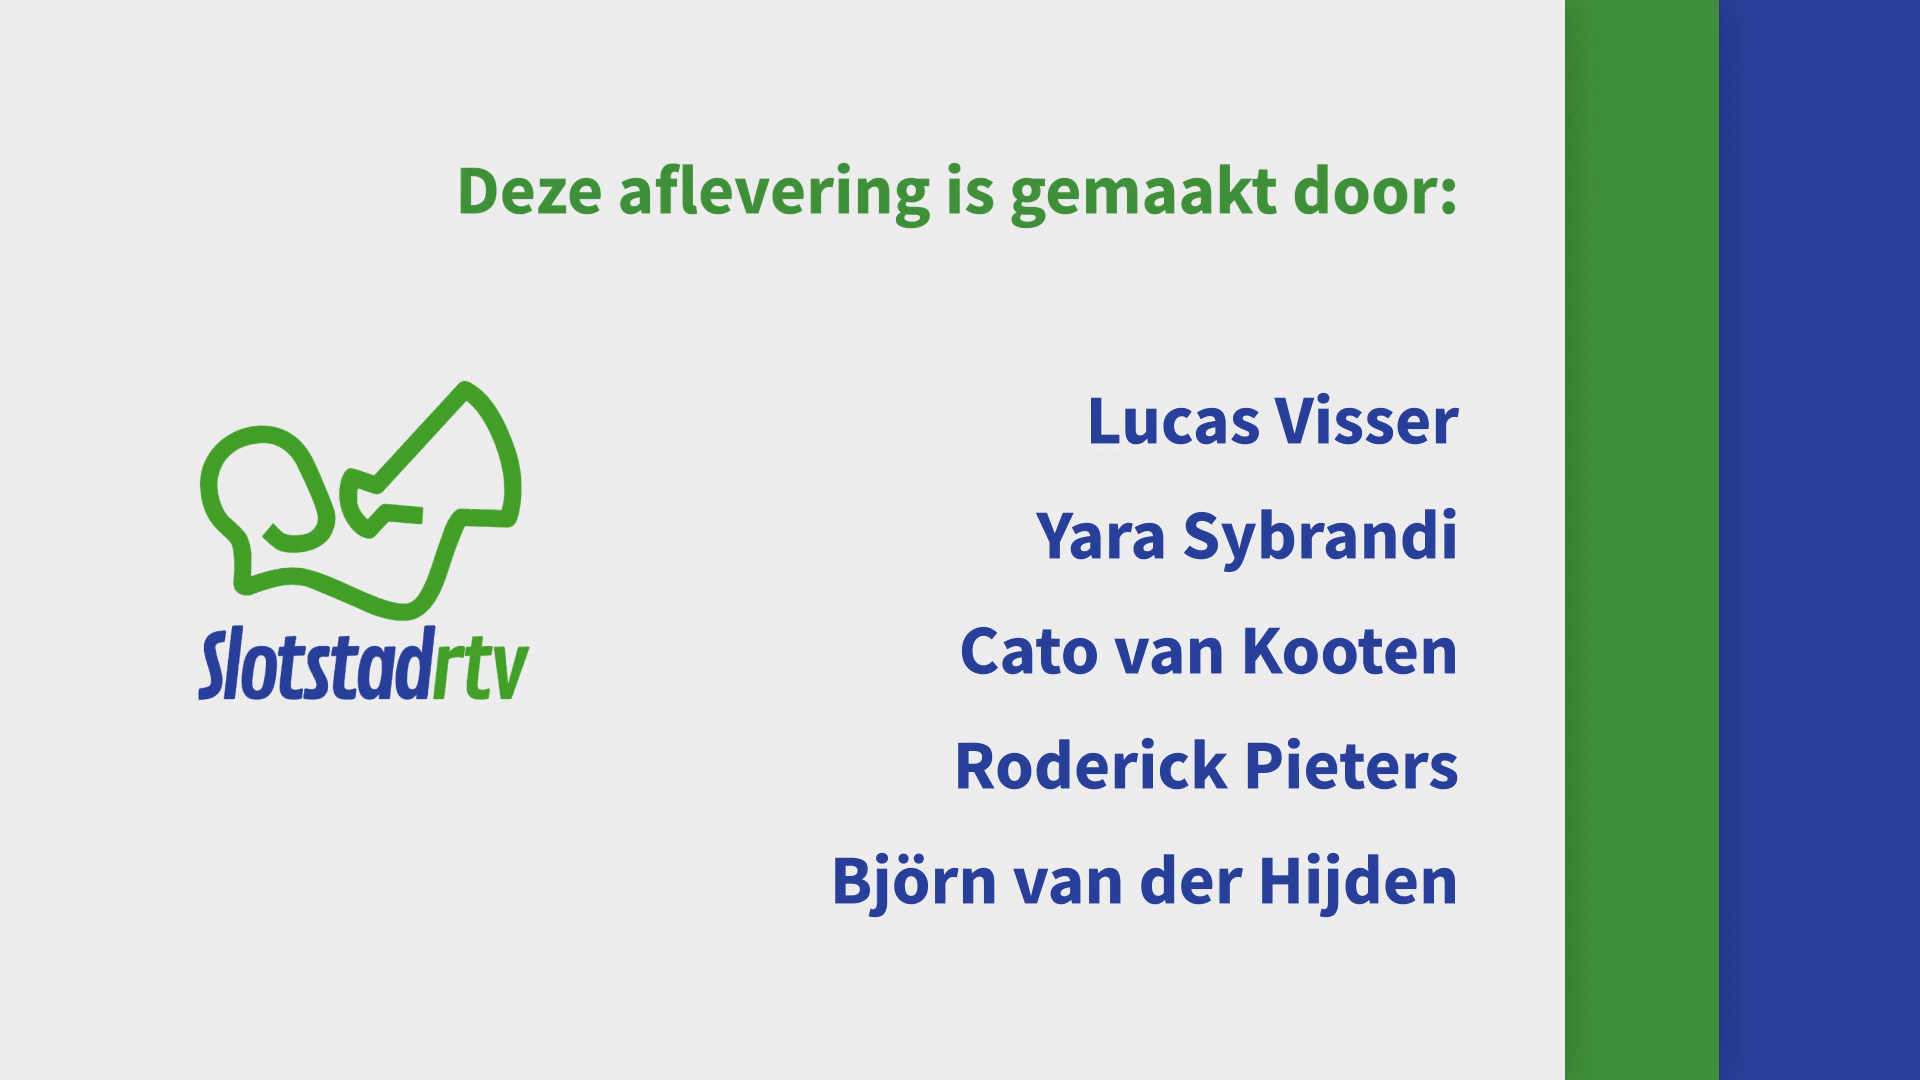 Deze aflevering is gemaakt door:
Lucas Visser
Yara Sybrandi
Cato van Kooten
Roderick Pieters
Björn van der Hijden
Slotstadrtv